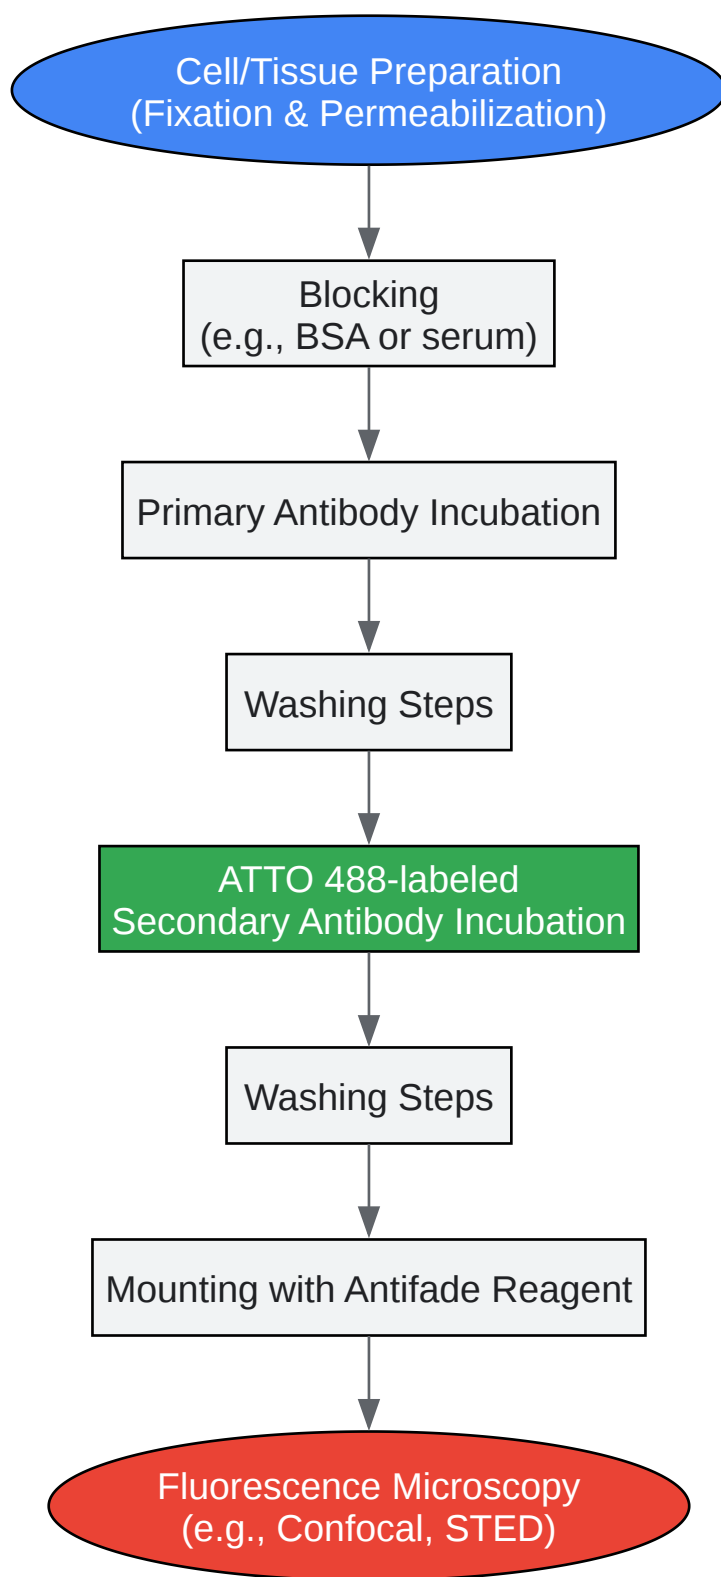 Cell/Tissue Preparation
(Fixation & Permeabilization)
Blocking
(e.g., BSA or serum)
Primary Antibody Incubation
Washing Steps
ATTO 488-labeled
Secondary Antibody Incubation
Washing Steps
Mounting with Antifade Reagent
Fluorescence Microscopy
(e.g., Confocal, STED)